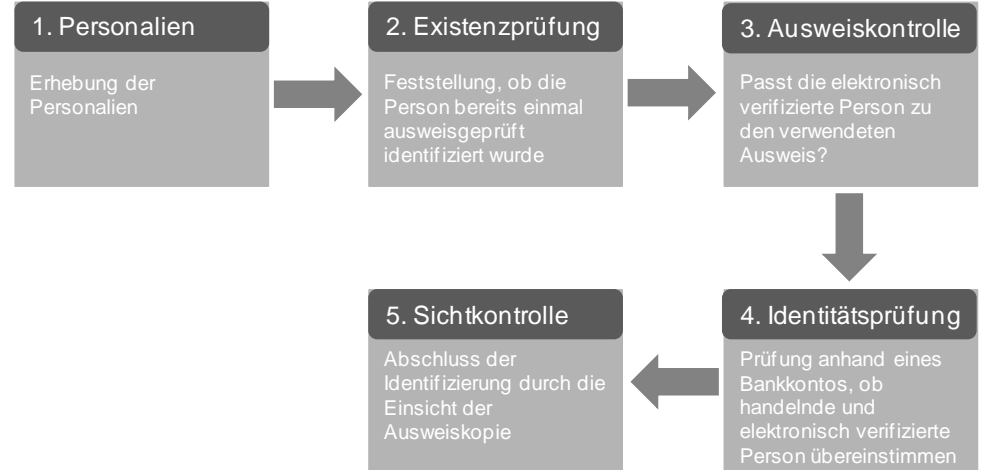 1. Personalien
Erhebung der
Personalien
2. Existenzprüfung
Feststellung, ob die
Person bereits einmal
ausweisgeprüft
identifiziert wurde
3. Ausweiskontrolle
Passt die elektronisch
verifizierte Person zu
den verwendeten
Ausweis?
4. Identitätsprüfung
Prüfung anhand eines
Bankkontos, ob
handelnde und
elektronisch verifizierte
Person übereinstimmen
5. Sichtkontrolle
Abschluss der
Identifizierung durch die
Einsicht der
Ausweiskopie